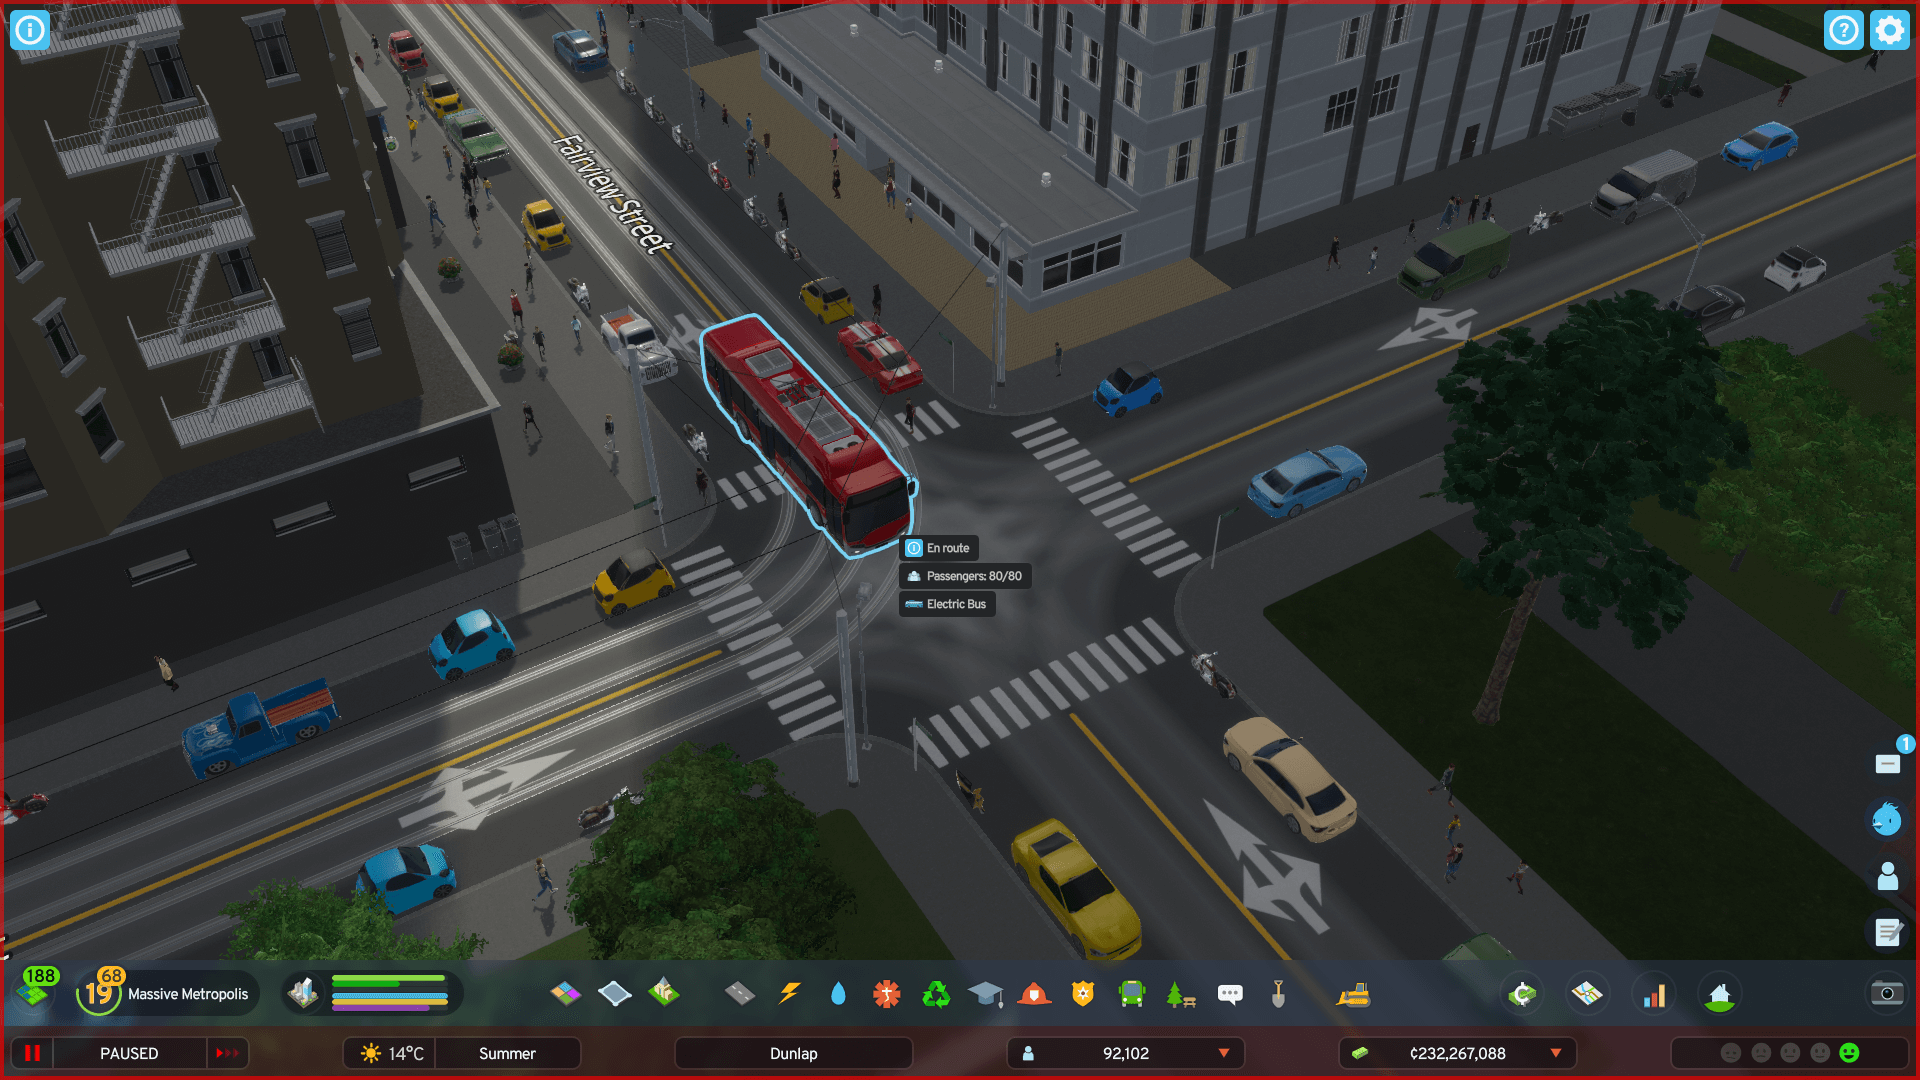 Fairview Street
En route
Passengers: 80/80
Electric Bus
1
188
68
19
Massive Metropolis
PAUSED
14°C
Summer
Dunlap
92,102
¢232,267,088